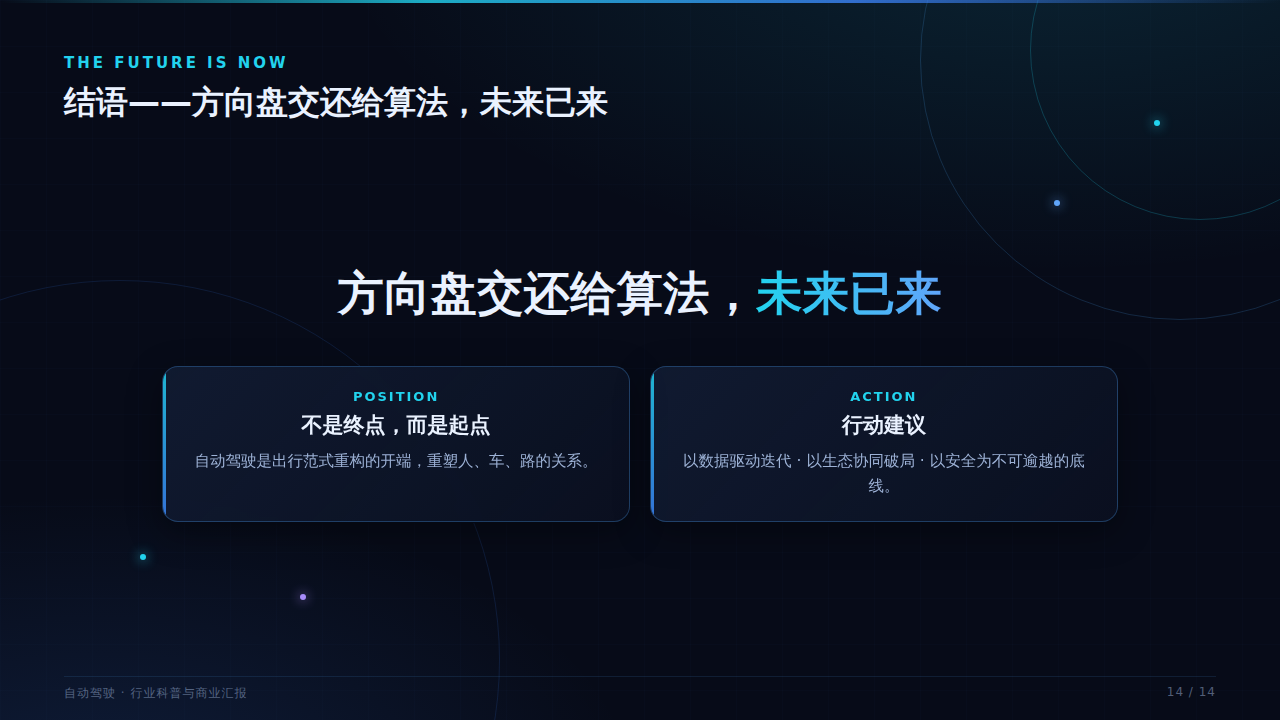 THE FUTURE IS NOW
结语——方向盘交还给算法，未来已来
方向盘交还给算法，未来已来
POSITION
不是终点，而是起点
自动驾驶是出行范式重构的开端，重塑人、车、路的关系。
ACTION
行动建议
以数据驱动迭代 · 以生态协同破局 · 以安全为不可逾越的底
线。
自动驾驶 · 行业科普与商业汇报
14 / 14